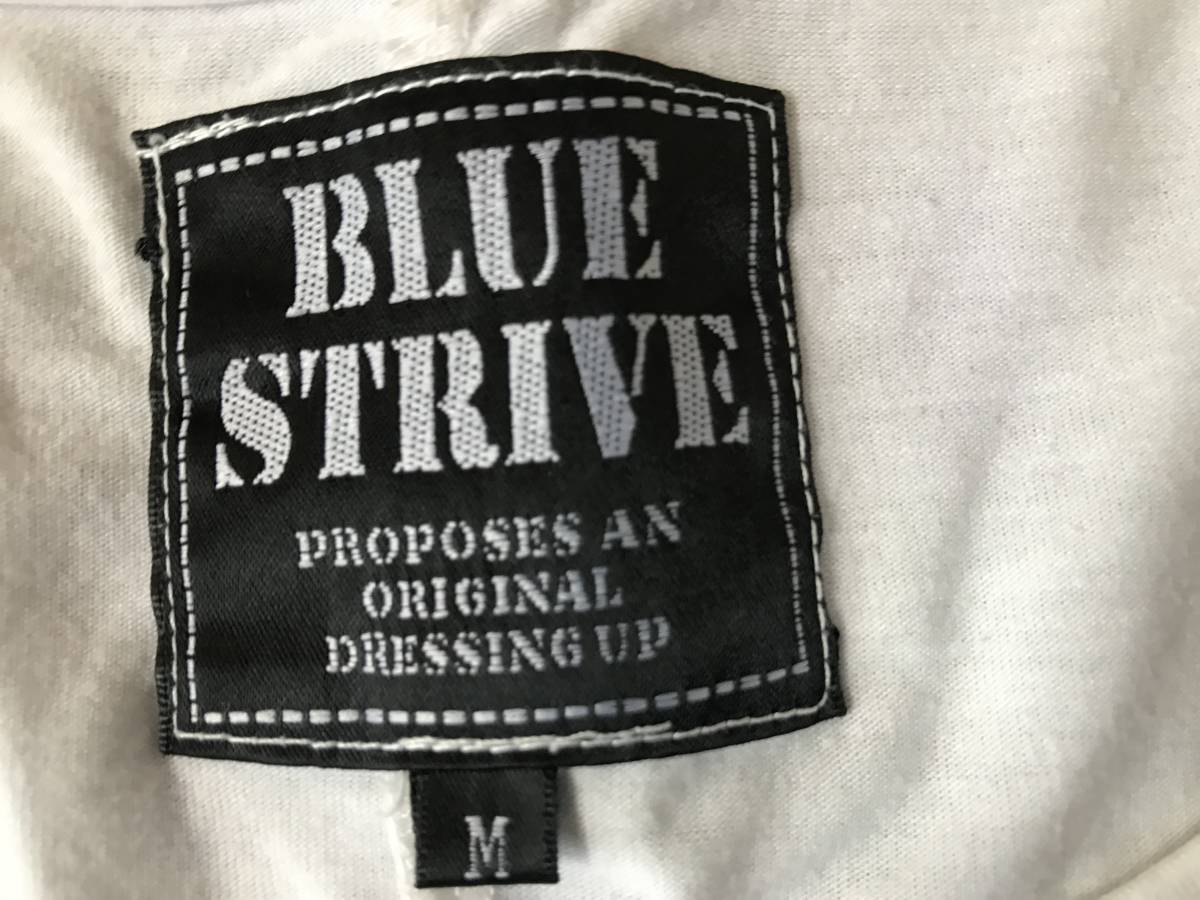 BLUE
STRIVE
PROPOSES AN
ORIGINAL
DRESSING UP
M